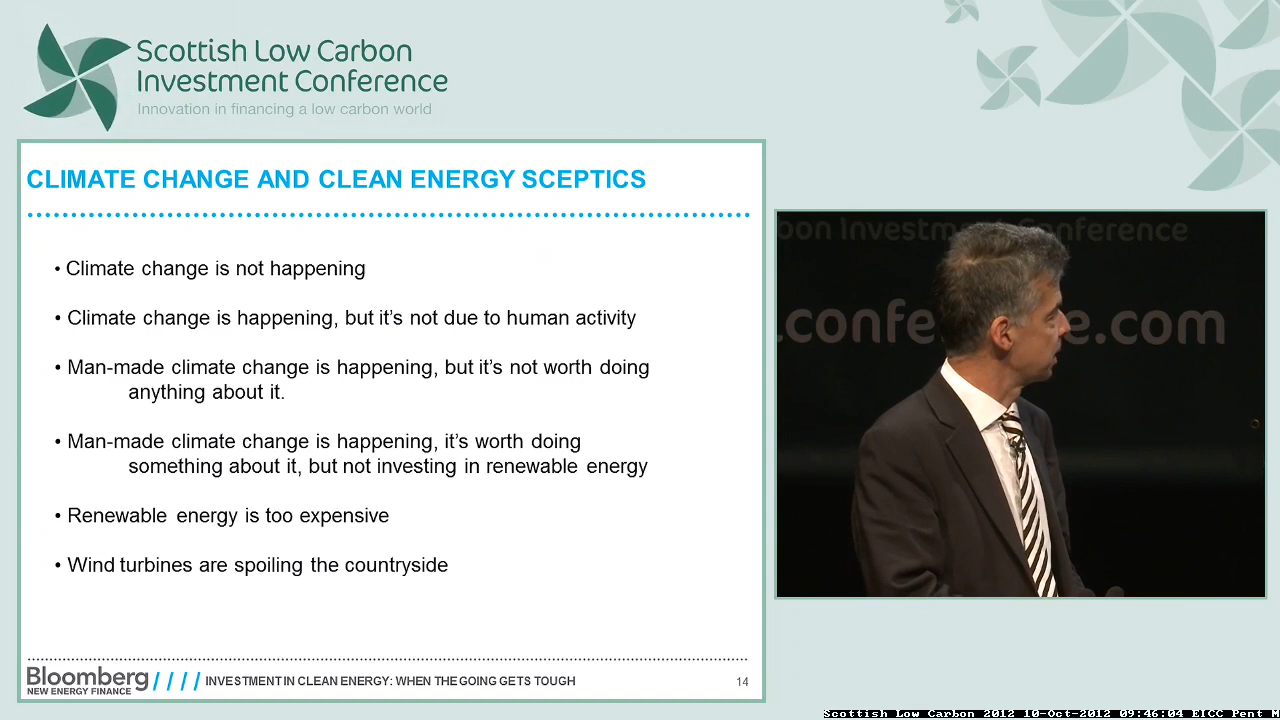 Scottish Low Carbon
Investment Conference
Innovation in financing a low carbon world
CLIMATE CHANGE AND CLEAN ENERGY SCEPTICS
• Climate change is not happening
• Climate change is happening, but it’s not due to human activity
• Man-made climate change is happening, but it’s not worth doing
anything about it.
• Man-made climate change is happening, it’s worth doing
something about it, but not investing in renewable energy
• Renewable energy is too expensive
• Wind turbines are spoiling the countryside
Bloomberg
NEW ENERGY FINANCE
//// INVESTMENT IN CLEAN ENERGY: WHEN THE GOING GETS TOUGH
14
Conference
.com
Scottish Low Carbon 2012 10-Oct-2012 09:46:04 EICC Pent